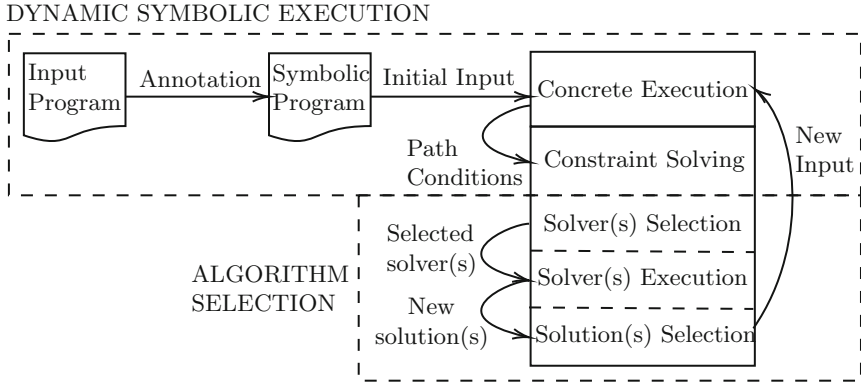 DYNAMIC SYMBOLIC EXECUTION
Input
Program
Annotation
Symbolic
Program
Initial Input
Concrete Execution
Path
Conditions
Constraint Solving
New
Input
Solver(s) Selection
Selected
solver(s)
Solver(s) Execution
ALGORITHM
SELECTION
New
solution(s)
Solution(s) Selection